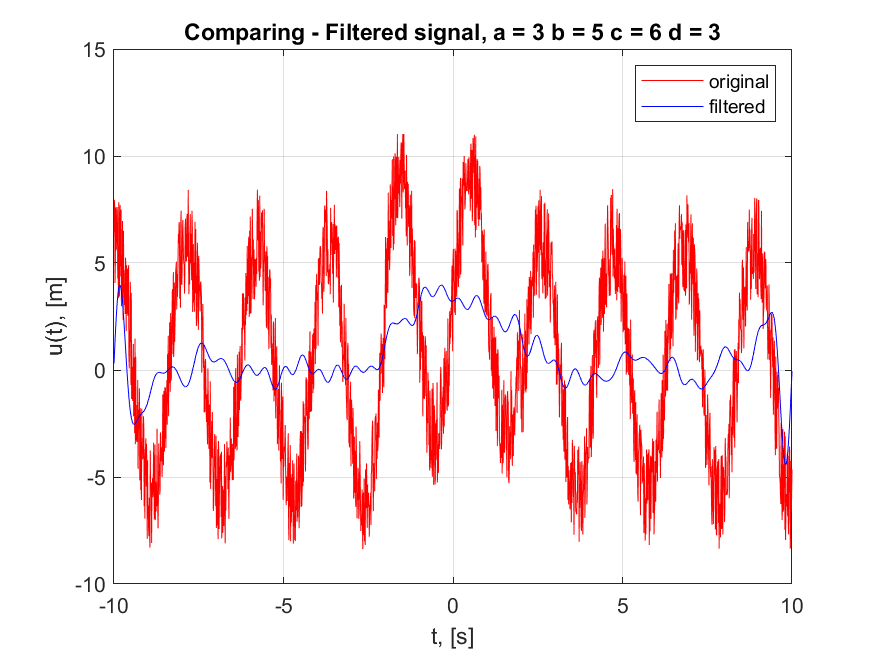 Comparing - Filtered signal, a = 3 b = 5 c = 6 d = 3
15
10
5
0
-5
-10
u(t), [m]
original
filtered
-10
-5
0
5
10
t, [s]